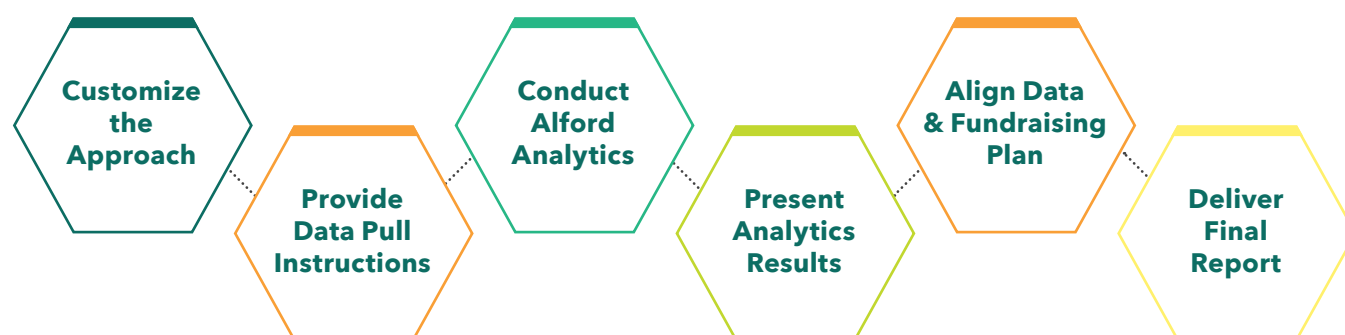 Customize
the
Approach
Provide
Data Pull
Instructions
Conduct
Alford
Analytics
Present
Analytics
Results
Align Data
& Fundraising
Plan
Deliver
Final
Report